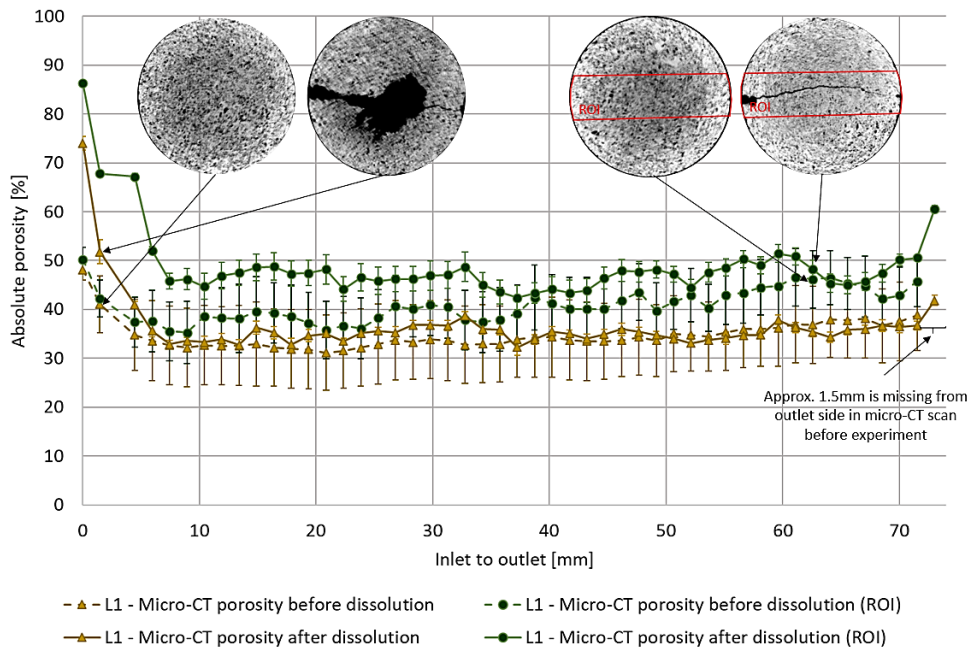 100
90
80
70
60
50
40
30
20
10
0
Absolute porosity [%]
ROI
ROI
Approx. 1.5mm is missing from
outlet side in micro-CT scan
before experiment
0 10 20 30 40 50 60 70
Inlet to outlet [mm]
L1 - Micro-CT porosity before dissolution
L1 - Micro-CT porosity before dissolution (ROI)
L1 - Micro-CT porosity after dissolution
L1 - Micro-CT porosity after dissolution (ROI)